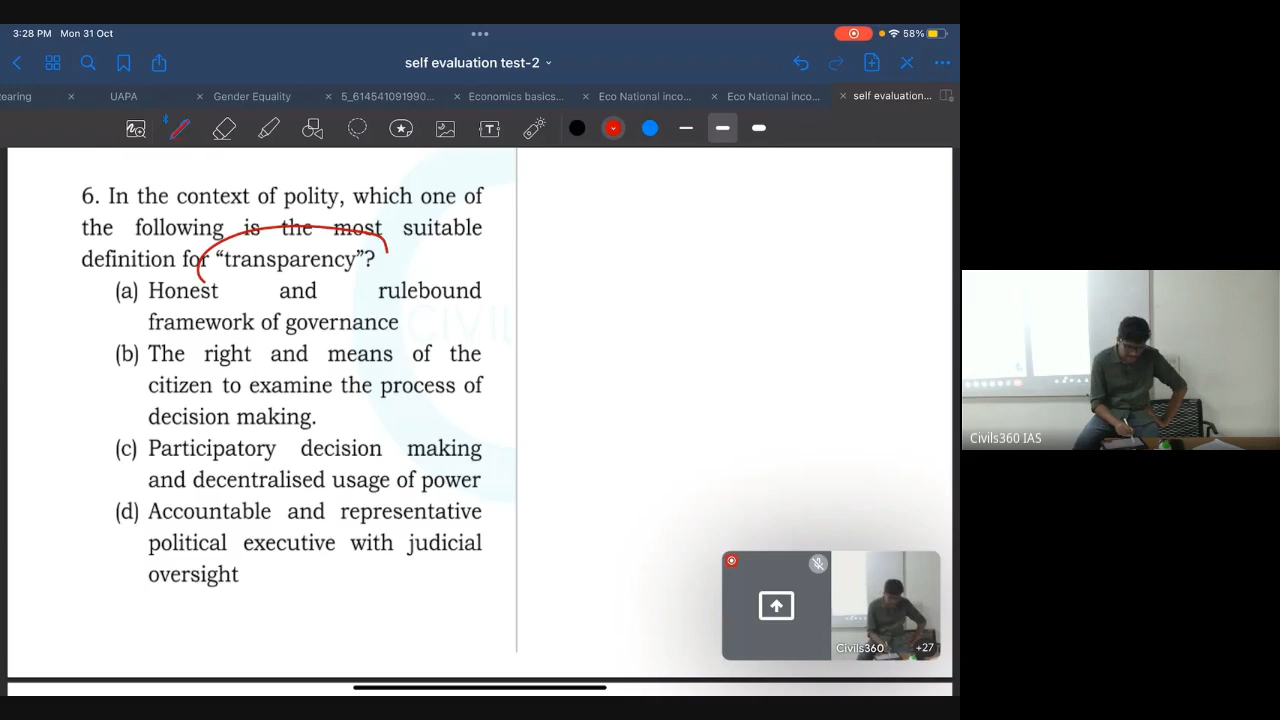 3:28 PM Mon 31 Oct
58%
self evaluation test-2
earing
UAPA
Gender Equality
5_614541091990...
Economics basics...
Eco National inco...
Eco National inco...
self evaluation...
6. In the context of polity, which one of
the following is the most suitable
definition for “transparency”?
(a) Honest and rulebound
framework of governance
(b) The right and means of the
citizen to examine the process of
decision making.
(c) Participatory decision making
and decentralised usage of power
(d) Accountable and representative
political executive with judicial
oversight
CIVIL
Civils360
+27
Civils360 IAS